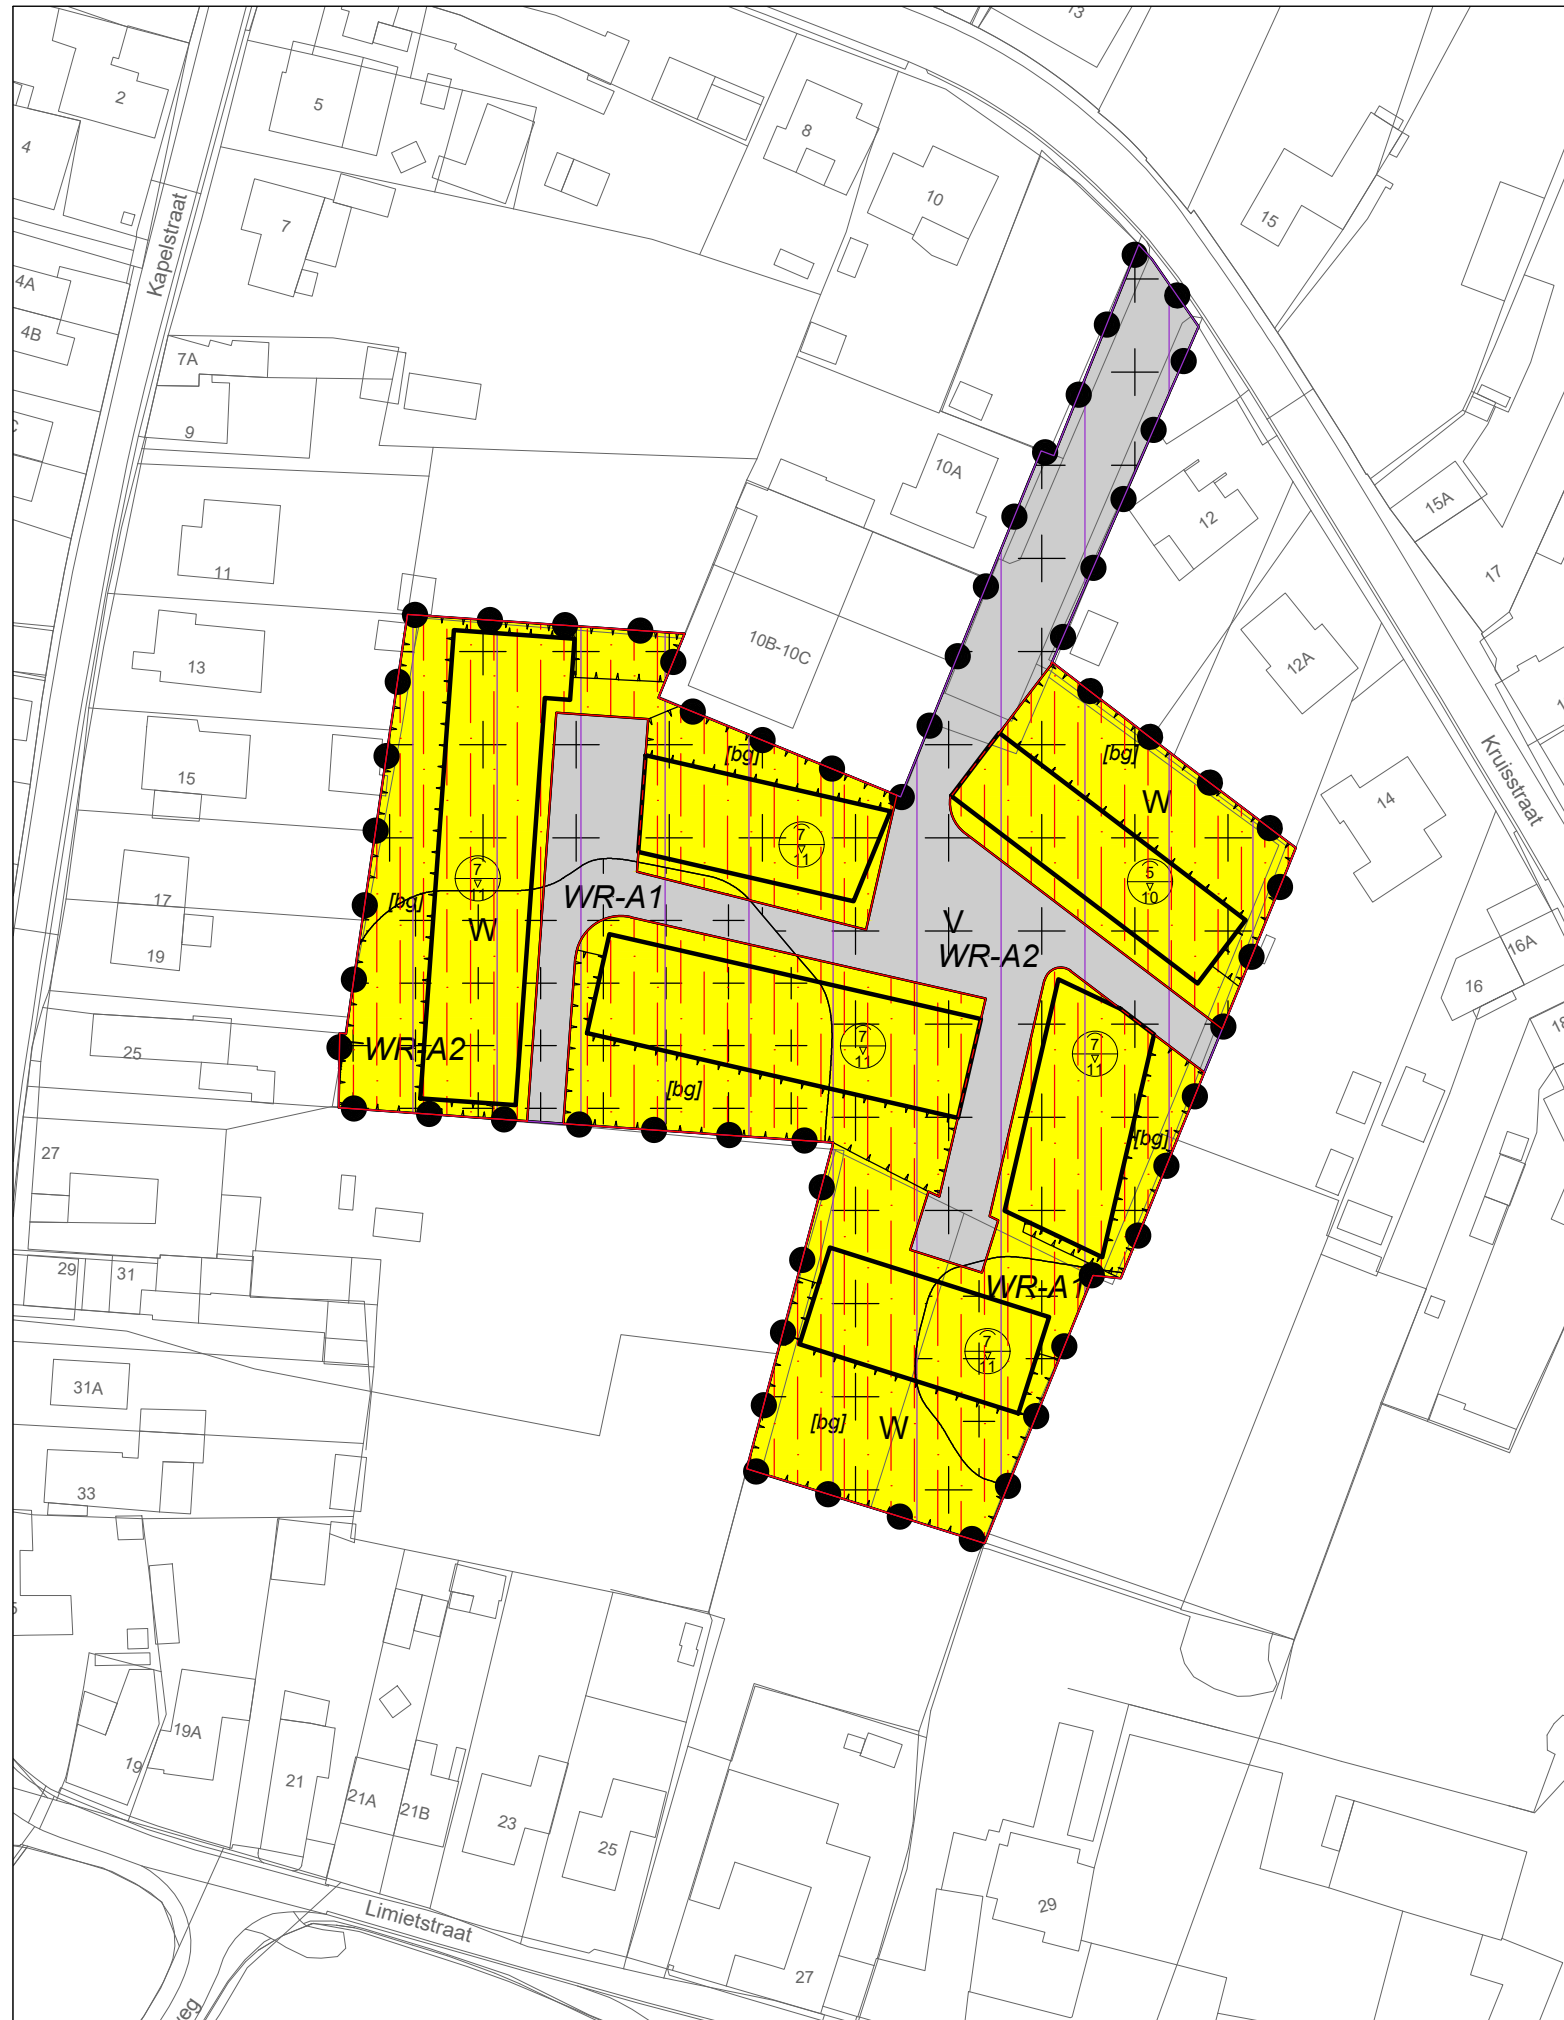 13
2
5
8
4
10
15
7
Kapelstraat
4A
4B
7A
9
10A
15A
12
17
11
10B-10C
12A
13
[bg]
[bg]
Kruisstraat
15
W
14
7
11
7
11
5
10
17
[bg]
WR-A1
W
V
WR-A2
16A
19
16
25
WR-A2
7
11
7
11
[bg]
[bg]
27
29
31
WR-A1
7
11
31A
[bg]
W
33
19A
19
21
21A
21B
23
25
Limietstraat
29
27